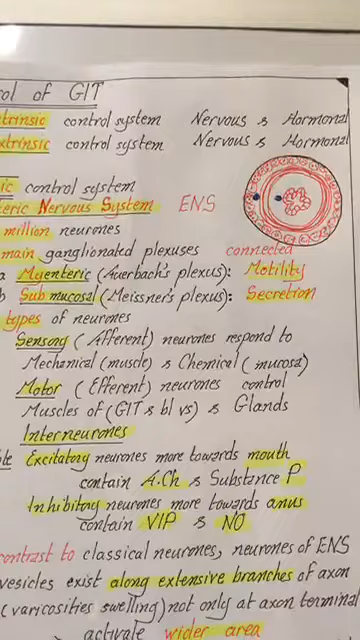 ol of GIT
trinsic control system Nervous & Hormonal
xtrinsic control system Nervous & Hormonal
ic control system
teric Nervous System ENS
million neurones
main ganglionated plexuses connected
a Myenteric (Auerbach's plexus): Motility
b Submucosal (Meissner's plexus): Secretion
types of neurones
Sensory (Afferent) neurones respond to
Mechanical (muscle) & Chemical (mucosa)
Motor (Efferent) neurones control
Muscles of (GIT & bl vs) & Glands
Interneurones
Excitatory neurones more towards mouth
contain A.Ch & Substance P
Inhibitory neurones more towards anus
contain VIP & NO
contrast to classical neurones, neurones of ENS
vesicles exist along extensive branches of axon
(varicosities swelling) not only at axon terminal
activate wider area